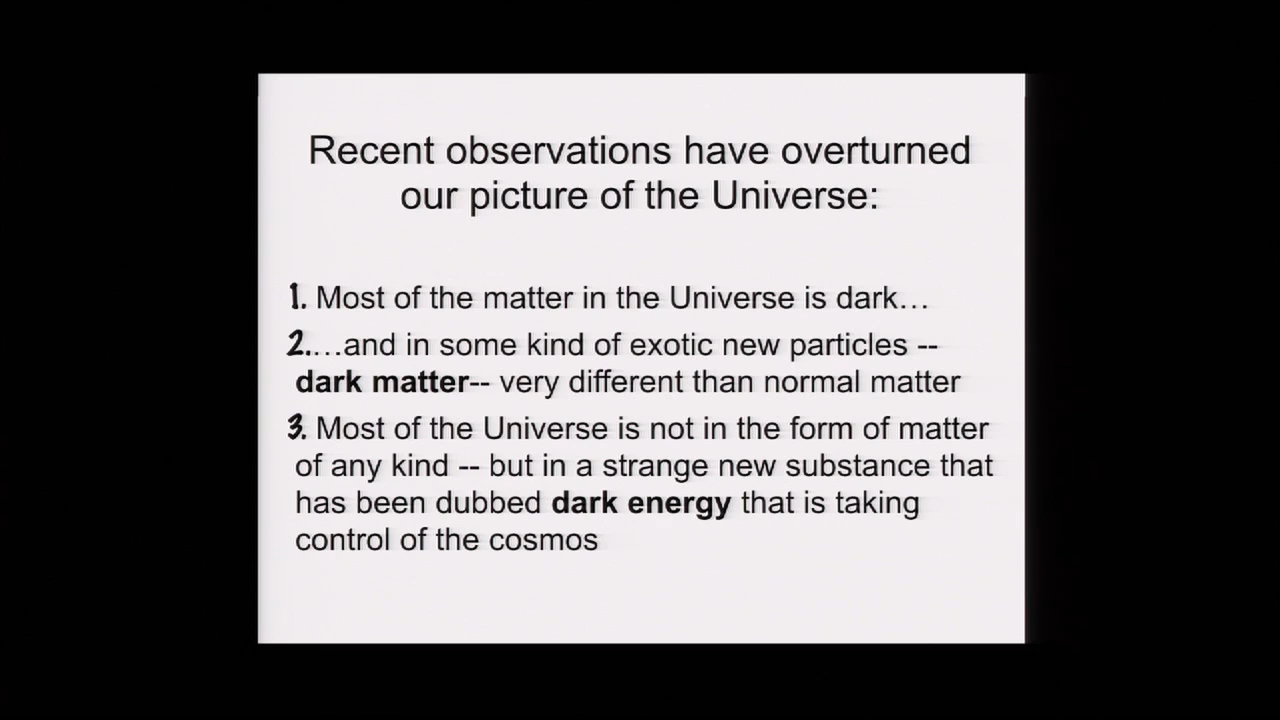 Recent observations have overturned
our picture of the Universe:
1. Most of the matter in the Universe is dark…
2.…and in some kind of exotic new particles --
dark matter-- very different than normal matter
3. Most of the Universe is not in the form of matter
of any kind -- but in a strange new substance that
has been dubbed dark energy that is taking
control of the cosmos